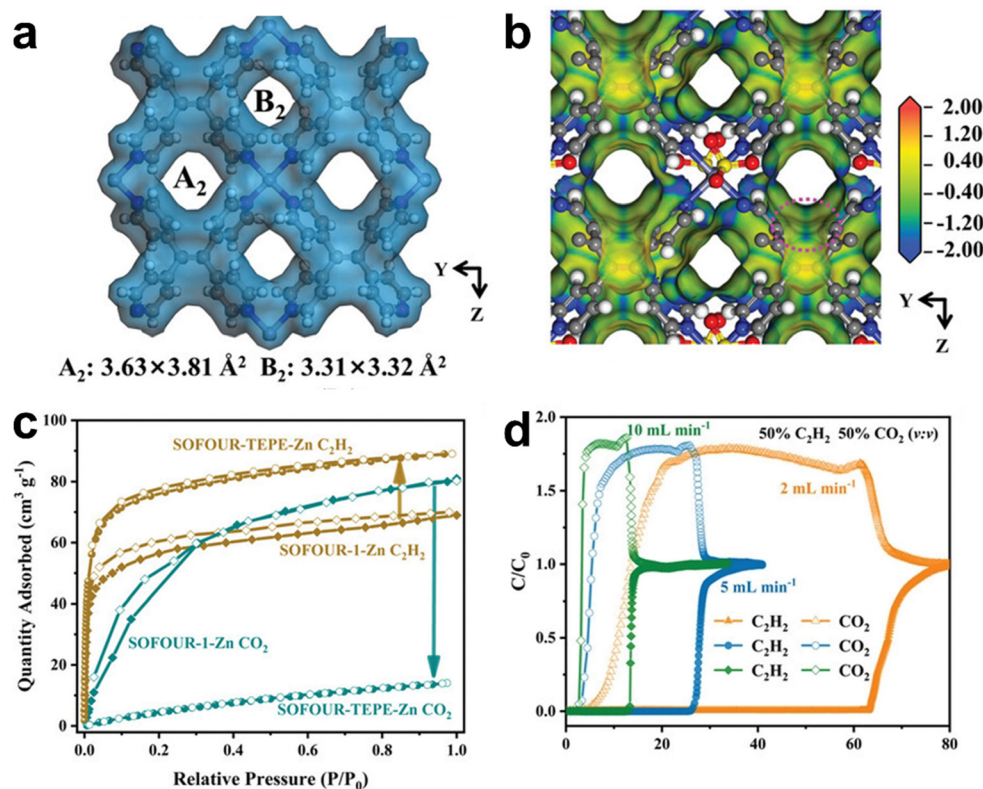 a
B₂
A₂
Y
Z
A₂: 3.63×3.81 Å² B₂: 3.31×3.32 Å²
b
2.00
1.20
0.40
-0.40
-1.20
-2.00
Y
Z
c
Quantity Adsorbed (cm³ g⁻¹)
100
80
60
40
20
0
SOFOUR-TEPE-Zn C₂H₂
SOFOUR-1-Zn C₂H₂
SOFOUR-1-Zn CO₂
SOFOUR-TEPE-Zn CO₂
0.0 0.2 0.4 0.6 0.8 1.0
Relative Pressure (P/P₀)
d
C/C₀
2.0
1.5
1.0
0.5
0.0
10 mL min⁻¹
50% C₂H₂ 50% CO₂ (v:v)
2 mL min⁻¹
5 mL min⁻¹
C₂H₂ CO₂
C₂H₂ CO₂
C₂H₂ CO₂
0 20 40 60 80